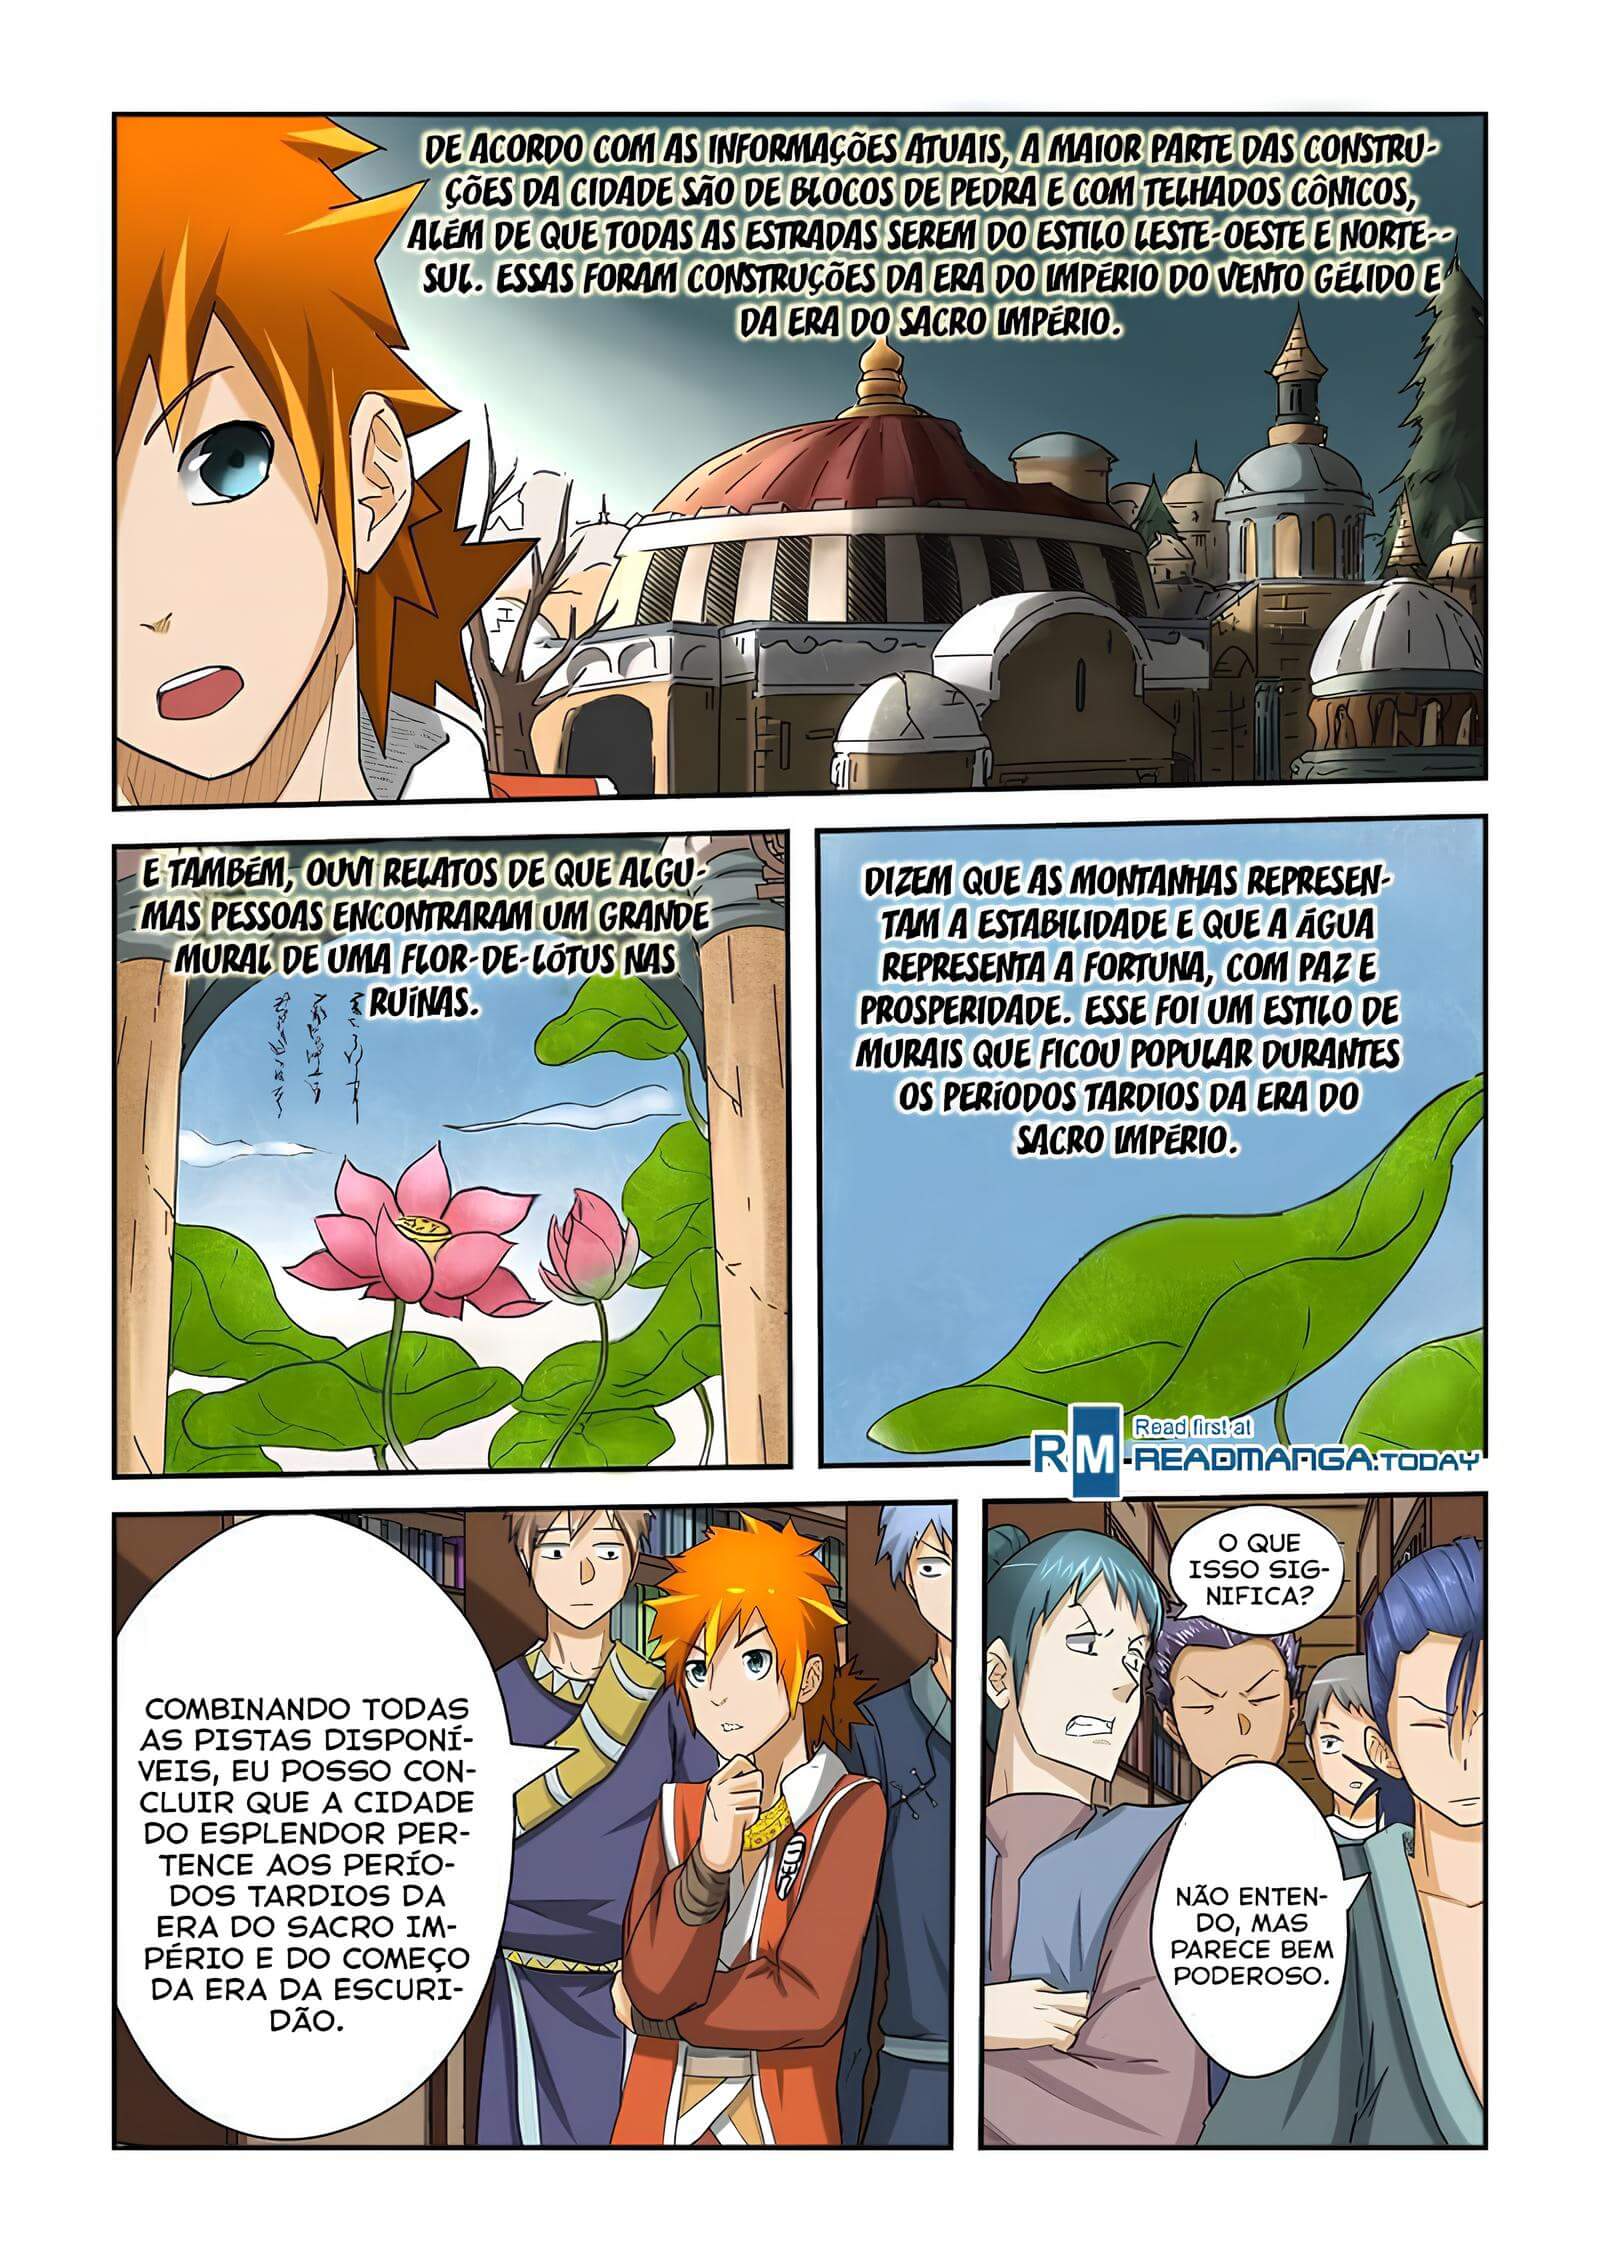 DE ACORDO COM AS INFORMAÇÕES ATUAIS, A MAIOR PARTE DAS CONSTRU-
ÇÕES DA CIDADE SÃO DE BLOCOS DE PEDRA E COM TELHADOS CÔNICOS,
ALÉM DE QUE TODAS AS ESTRADAS SEREM DO ESTILO LESTE-OESTE E NORTE--
SUL. ESSAS FORAM CONSTRUÇÕES DA ERA DO IMPÉRIO DO VENTO GÉLIDO E
DA ERA DO SACRO IMPÉRIO.
E TAMBÉM, OUVI RELATOS DE QUE ALGU-
MAS PESSOAS ENCONTRARAM UM GRANDE
MURAL DE UMA FLOR-DE-LÓTUS NAS
RUÍNAS.
DIZEM QUE AS MONTANHAS REPRESEN-
TAM A ESTABILIDADE E QUE A ÁGUA
REPRESENTA A FORTUNA, COM PAZ E
PROSPERIDADE. ESSE FOI UM ESTILO DE
MURAIS QUE FICOU POPULAR DURANTES
OS PERÍODOS TARDIOS DA ERA DO
SACRO IMPÉRIO.
RM
Read first at
READMANGA.TODAY
COMBINANDO TODAS
AS PISTAS DISPONÍ-
VEIS, EU POSSO CON-
CLUIR QUE A CIDADE
DO ESPLENDOR PER-
TENCE AOS PERÍO-
DOS TARDIOS DA
ERA DO SACRO IM-
PÉRIO E DO COMEÇO
DA ERA DA ESCURI-
DÃO.
O QUE
ISSO SIG-
NIFICA?
NÃO ENTEN-
DO, MAS
PARECE BEM
PODEROSO.